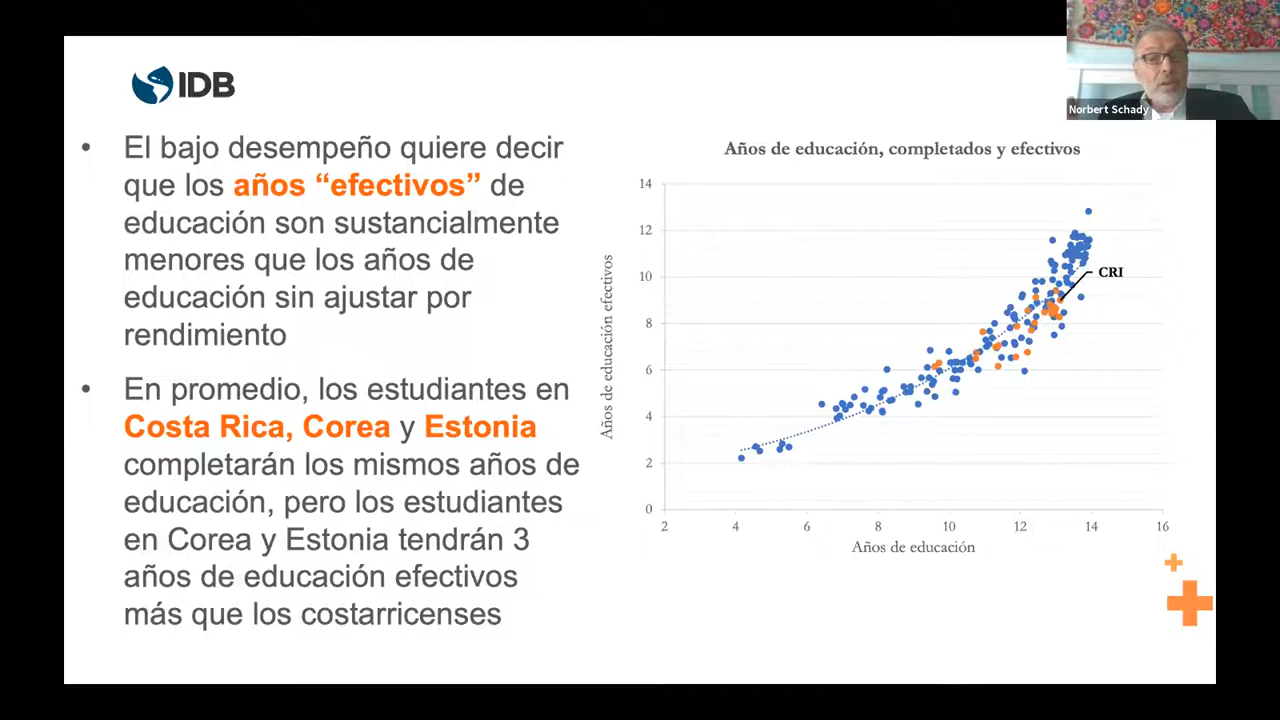 IDB
Norbert Schady
• El bajo desempeño quiere decir
que los años “efectivos” de
educación son sustancialmente
menores que los años de
educación sin ajustar por
rendimiento
• En promedio, los estudiantes en
Costa Rica, Corea y Estonia
completarán los mismos años de
educación, pero los estudiantes
en Corea y Estonia tendrán 3
años de educación efectivos
más que los costarricenses
Años de educación, completados y efectivos
Años de educación efectivos
14
12
10
8
6
4
2
0
CRI
2 4 6 8 10 12 14 16
Años de educación